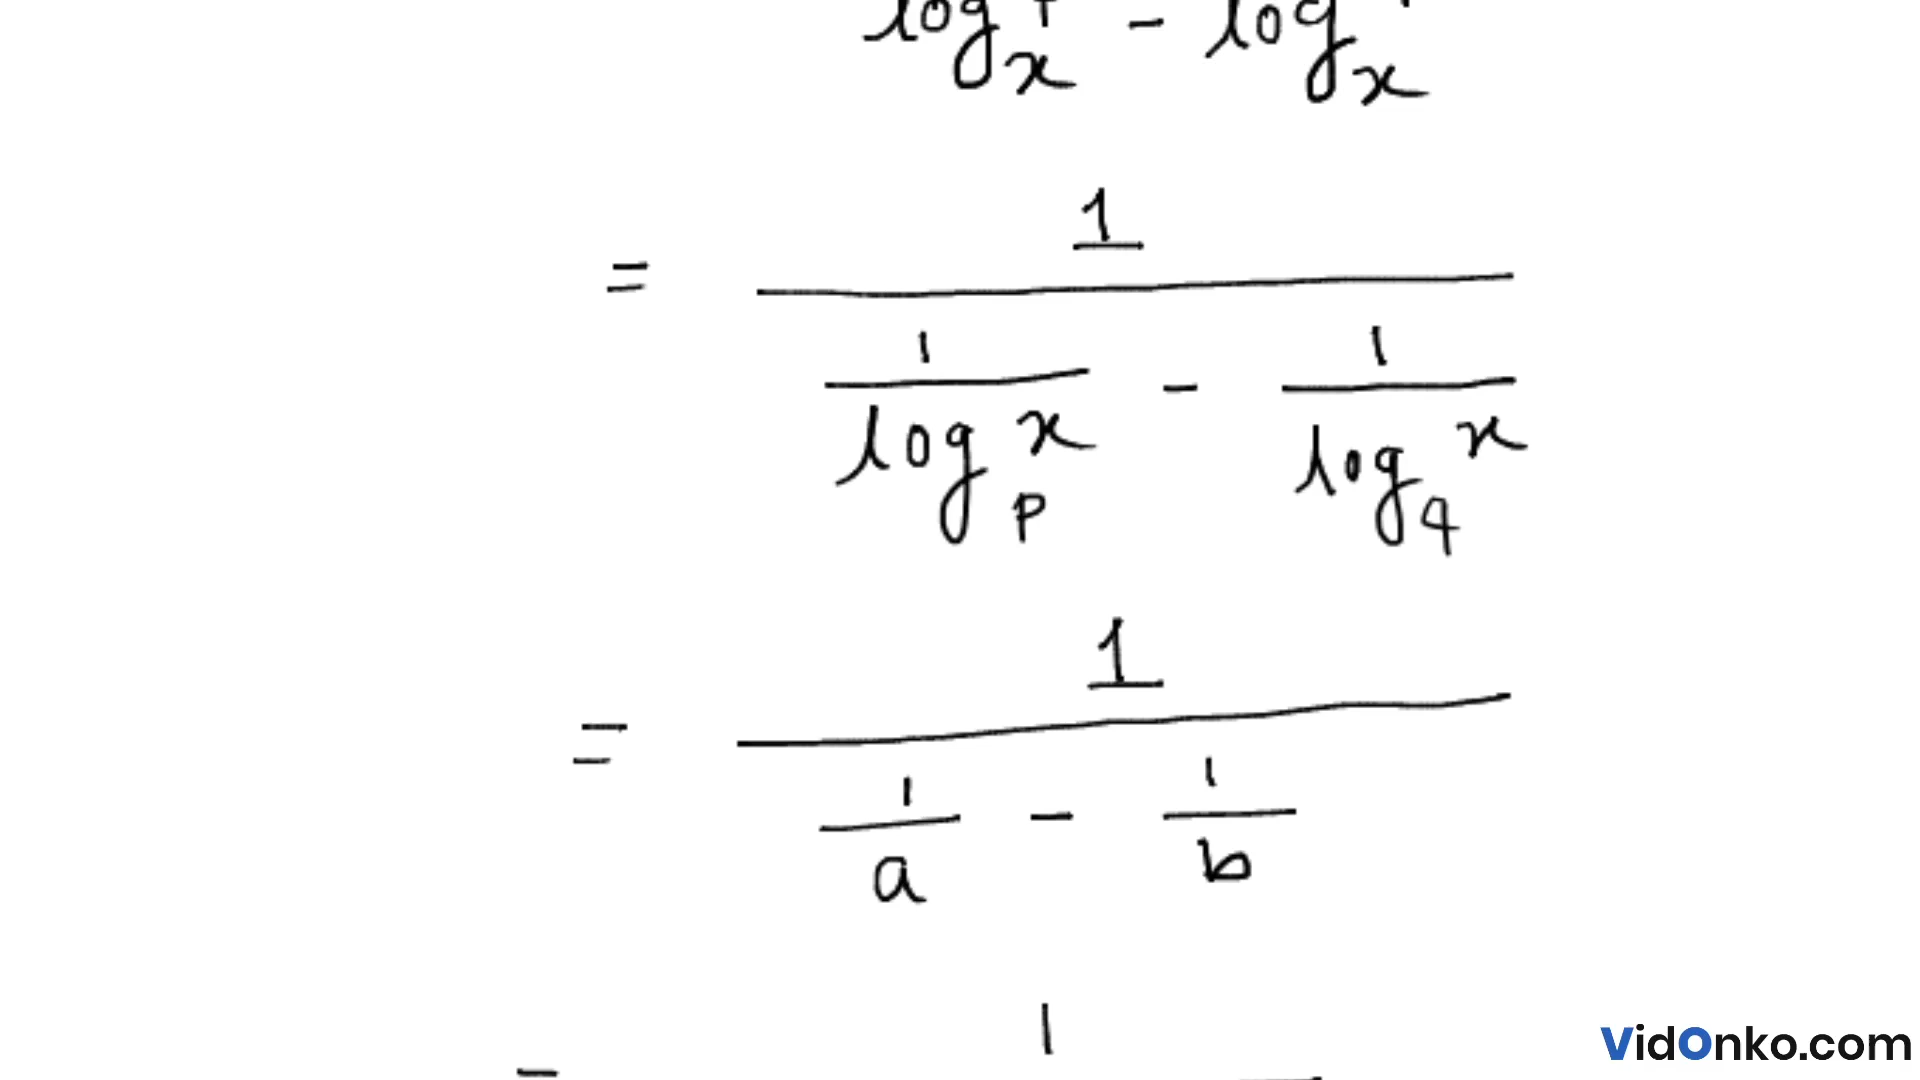 log_x - log_x
= 1
1/log_p x - 1/log_q x
= 1
1/a - 1/b
= 1
VidOnko.com